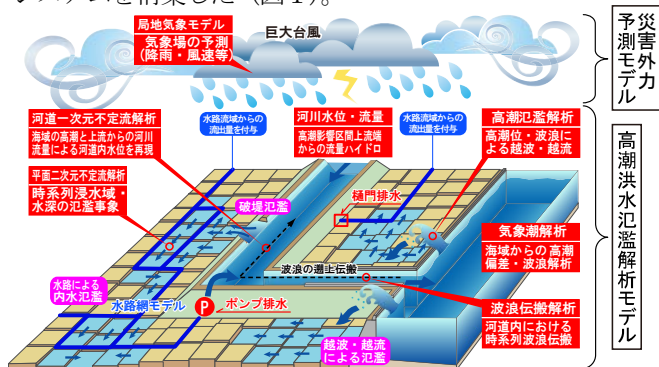 システムを構築した（図1）。
局地気象モデル
気象場の予測
(降雨・風速等)
巨大台風
災害外力
予測モデル
河道一次元不定流解析
海域の高潮と上流からの河川
流量による河道内水位を再現
水路流域からの
流出量を付与
河川水位・流量
高潮影響区間上流端
からの流量ハイドロ
水路流域からの
流出量を付与
高潮氾濫解析
高潮位・波浪に
よる越波・越流
平面二次元不定流解析
時系列浸水域・
水深の氾濫事象
破堤氾濫
樋門排水
気象潮解析
海域からの高潮
偏差・波浪解析
高潮洪水氾濫解析モデル
波浪の遡上伝搬
水路による
内水氾濫
水路網モデル
P
ポンプ排水
波浪伝搬解析
河道内における
時系列波浪伝搬
越波・越流
による氾濫